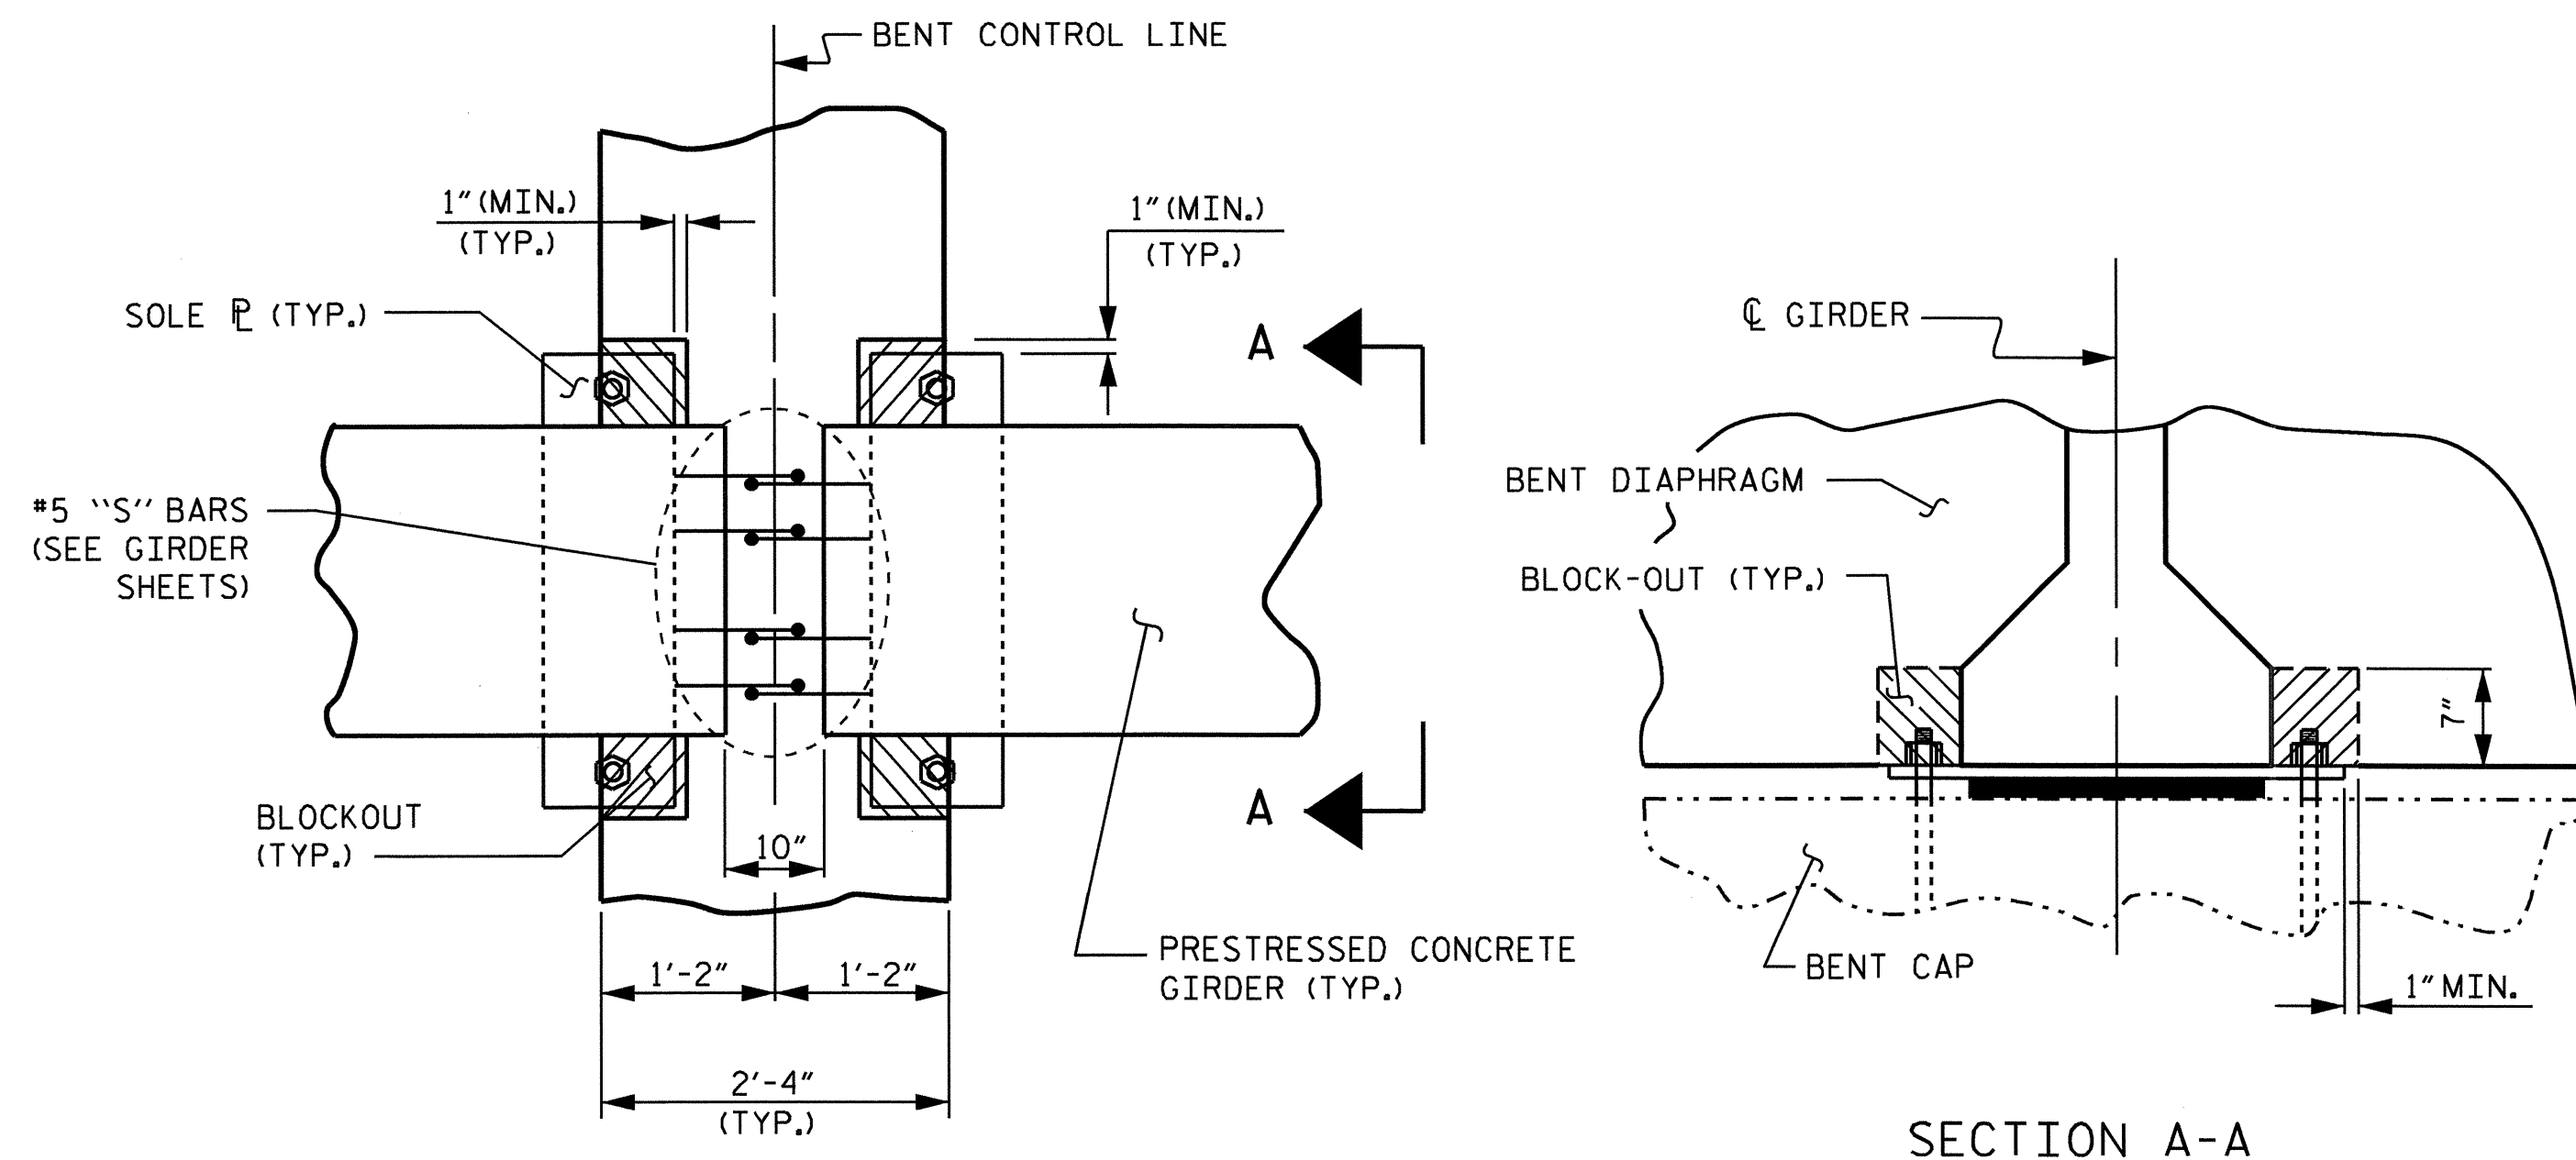 BENT CONTROL LINE
1" (MIN.)
(TYP.)
1" (MIN.)
(TYP.)
SOLE ⅊ (TYP.)
A
#5 "S" BARS
(SEE GIRDER
SHEETS)
BLOCKOUT
(TYP.)
10"
A
PRESTRESSED CONCRETE
GIRDER (TYP.)
1'-2"
1'-2"
2'-4"
(TYP.)
℄ GIRDER
BENT DIAPHRAGM
BLOCK-OUT (TYP.)
7"
BENT CAP
1" MIN.
SECTION A-A